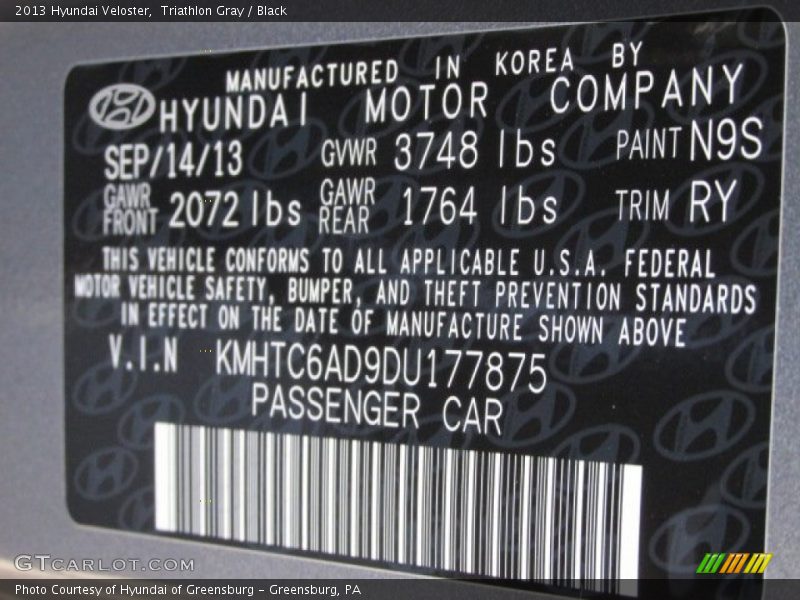 2013 Hyundai Veloster,  Triathlon Gray / Black
MANUFACTURED IN KOREA BY
HYUNDAI MOTOR COMPANY
SEP/14/13 GVWR 3748 lbs PAINT N9S
GAWR FRONT 2072 lbs GAWR REAR 1764 lbs TRIM RY
THIS VEHICLE CONFORMS TO ALL APPLICABLE U.S.A. FEDERAL
MOTOR VEHICLE SAFETY, BUMPER, AND THEFT PREVENTION STANDARDS
IN EFFECT ON THE DATE OF MANUFACTURE SHOWN ABOVE
V.I.N KMHTC6AD9DU177875
PASSENGER CAR
GTCARLOT.COM
Photo Courtesy of Hyundai of Greensburg - Greensburg, PA